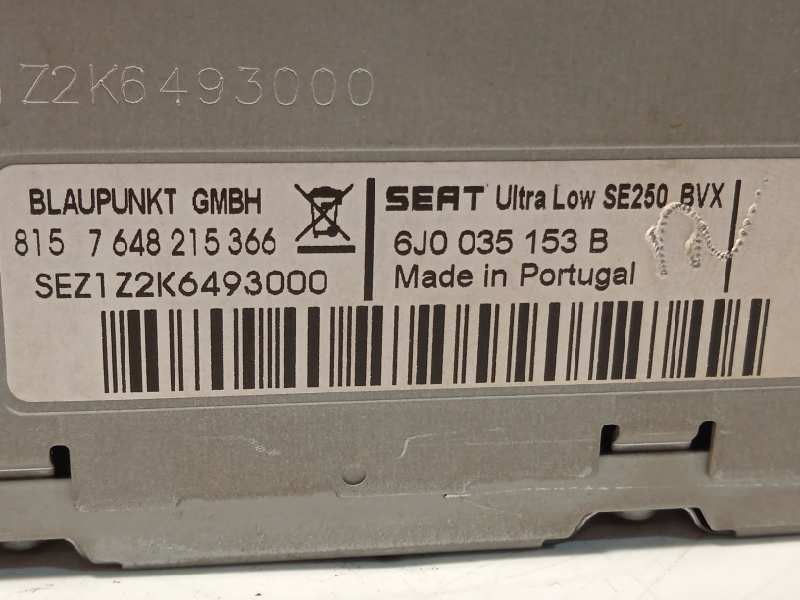 Z2K6493000
BLAUPUNKT GMBH
815 7 648 215 366
SEZ1Z2K6493000
SEAT Ultra Low SE250 BVX
6J0 035 153 B
Made in Portugal